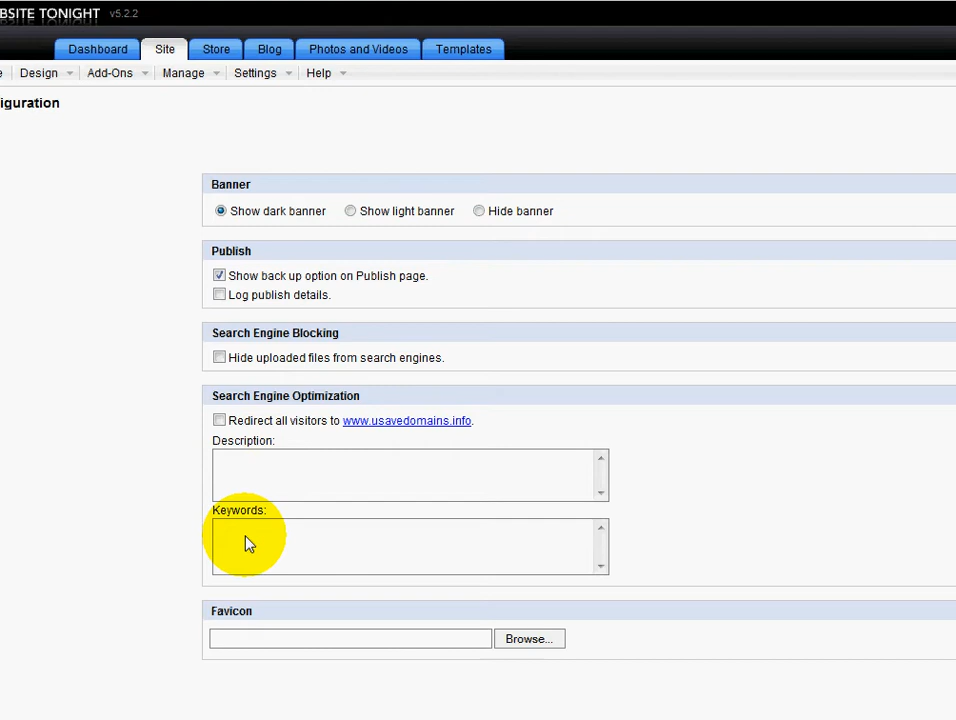 BSITE TONIGHT v5.2.2
Dashboard Site Store Blog Photos and Videos Templates
e Design Add-Ons Manage Settings Help
iguration
Banner
Show dark banner Show light banner Hide banner
Publish
Show back up option on Publish page.
Log publish details.
Search Engine Blocking
Hide uploaded files from search engines.
Search Engine Optimization
Redirect all visitors to www.usavedomains.info.
Description:
Keywords:
Favicon
Browse...